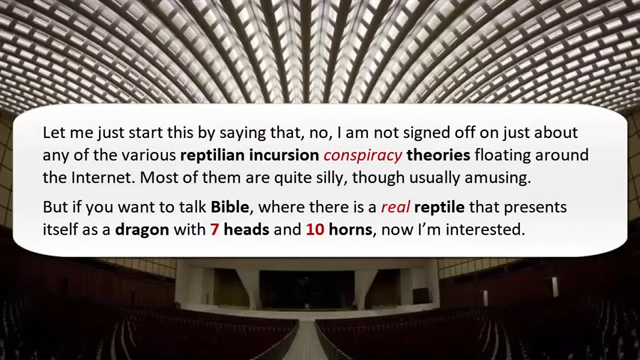 Let me just start this by saying that, no, I am not signed off on just about
any of the various reptilian incursion conspiracy theories floating around
the Internet. Most of them are quite silly, though usually amusing.
But if you want to talk Bible, where there is a real reptile that presents
itself as a dragon with 7 heads and 10 horns, now I’m interested.